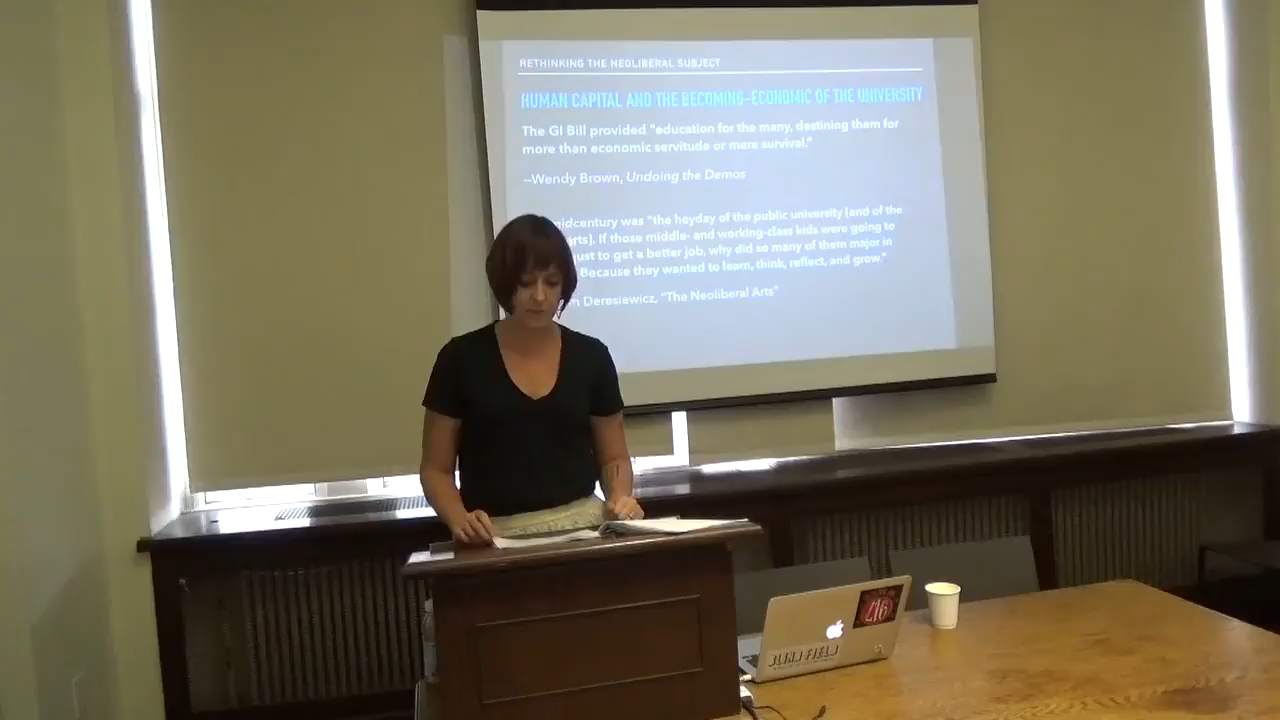 RETHINKING THE NEOLIBERAL SUBJECT
HUMAN CAPITAL AND THE BECOMING-ECONOMIC OF THE UNIVERSITY
The GI Bill provided "education for the many, destining them for
more than economic servitude or mere survival."
—Wendy Brown, Undoing the Demos
midcentury was "the heyday of the public university [and of the
arts]. If those middle- and working-class kids were going to
just to get a better job, why did so many of them major in
Because they wanted to learn, think, reflect, and grow."
Deresiewicz, "The Neoliberal Arts"
BLIND FIELD